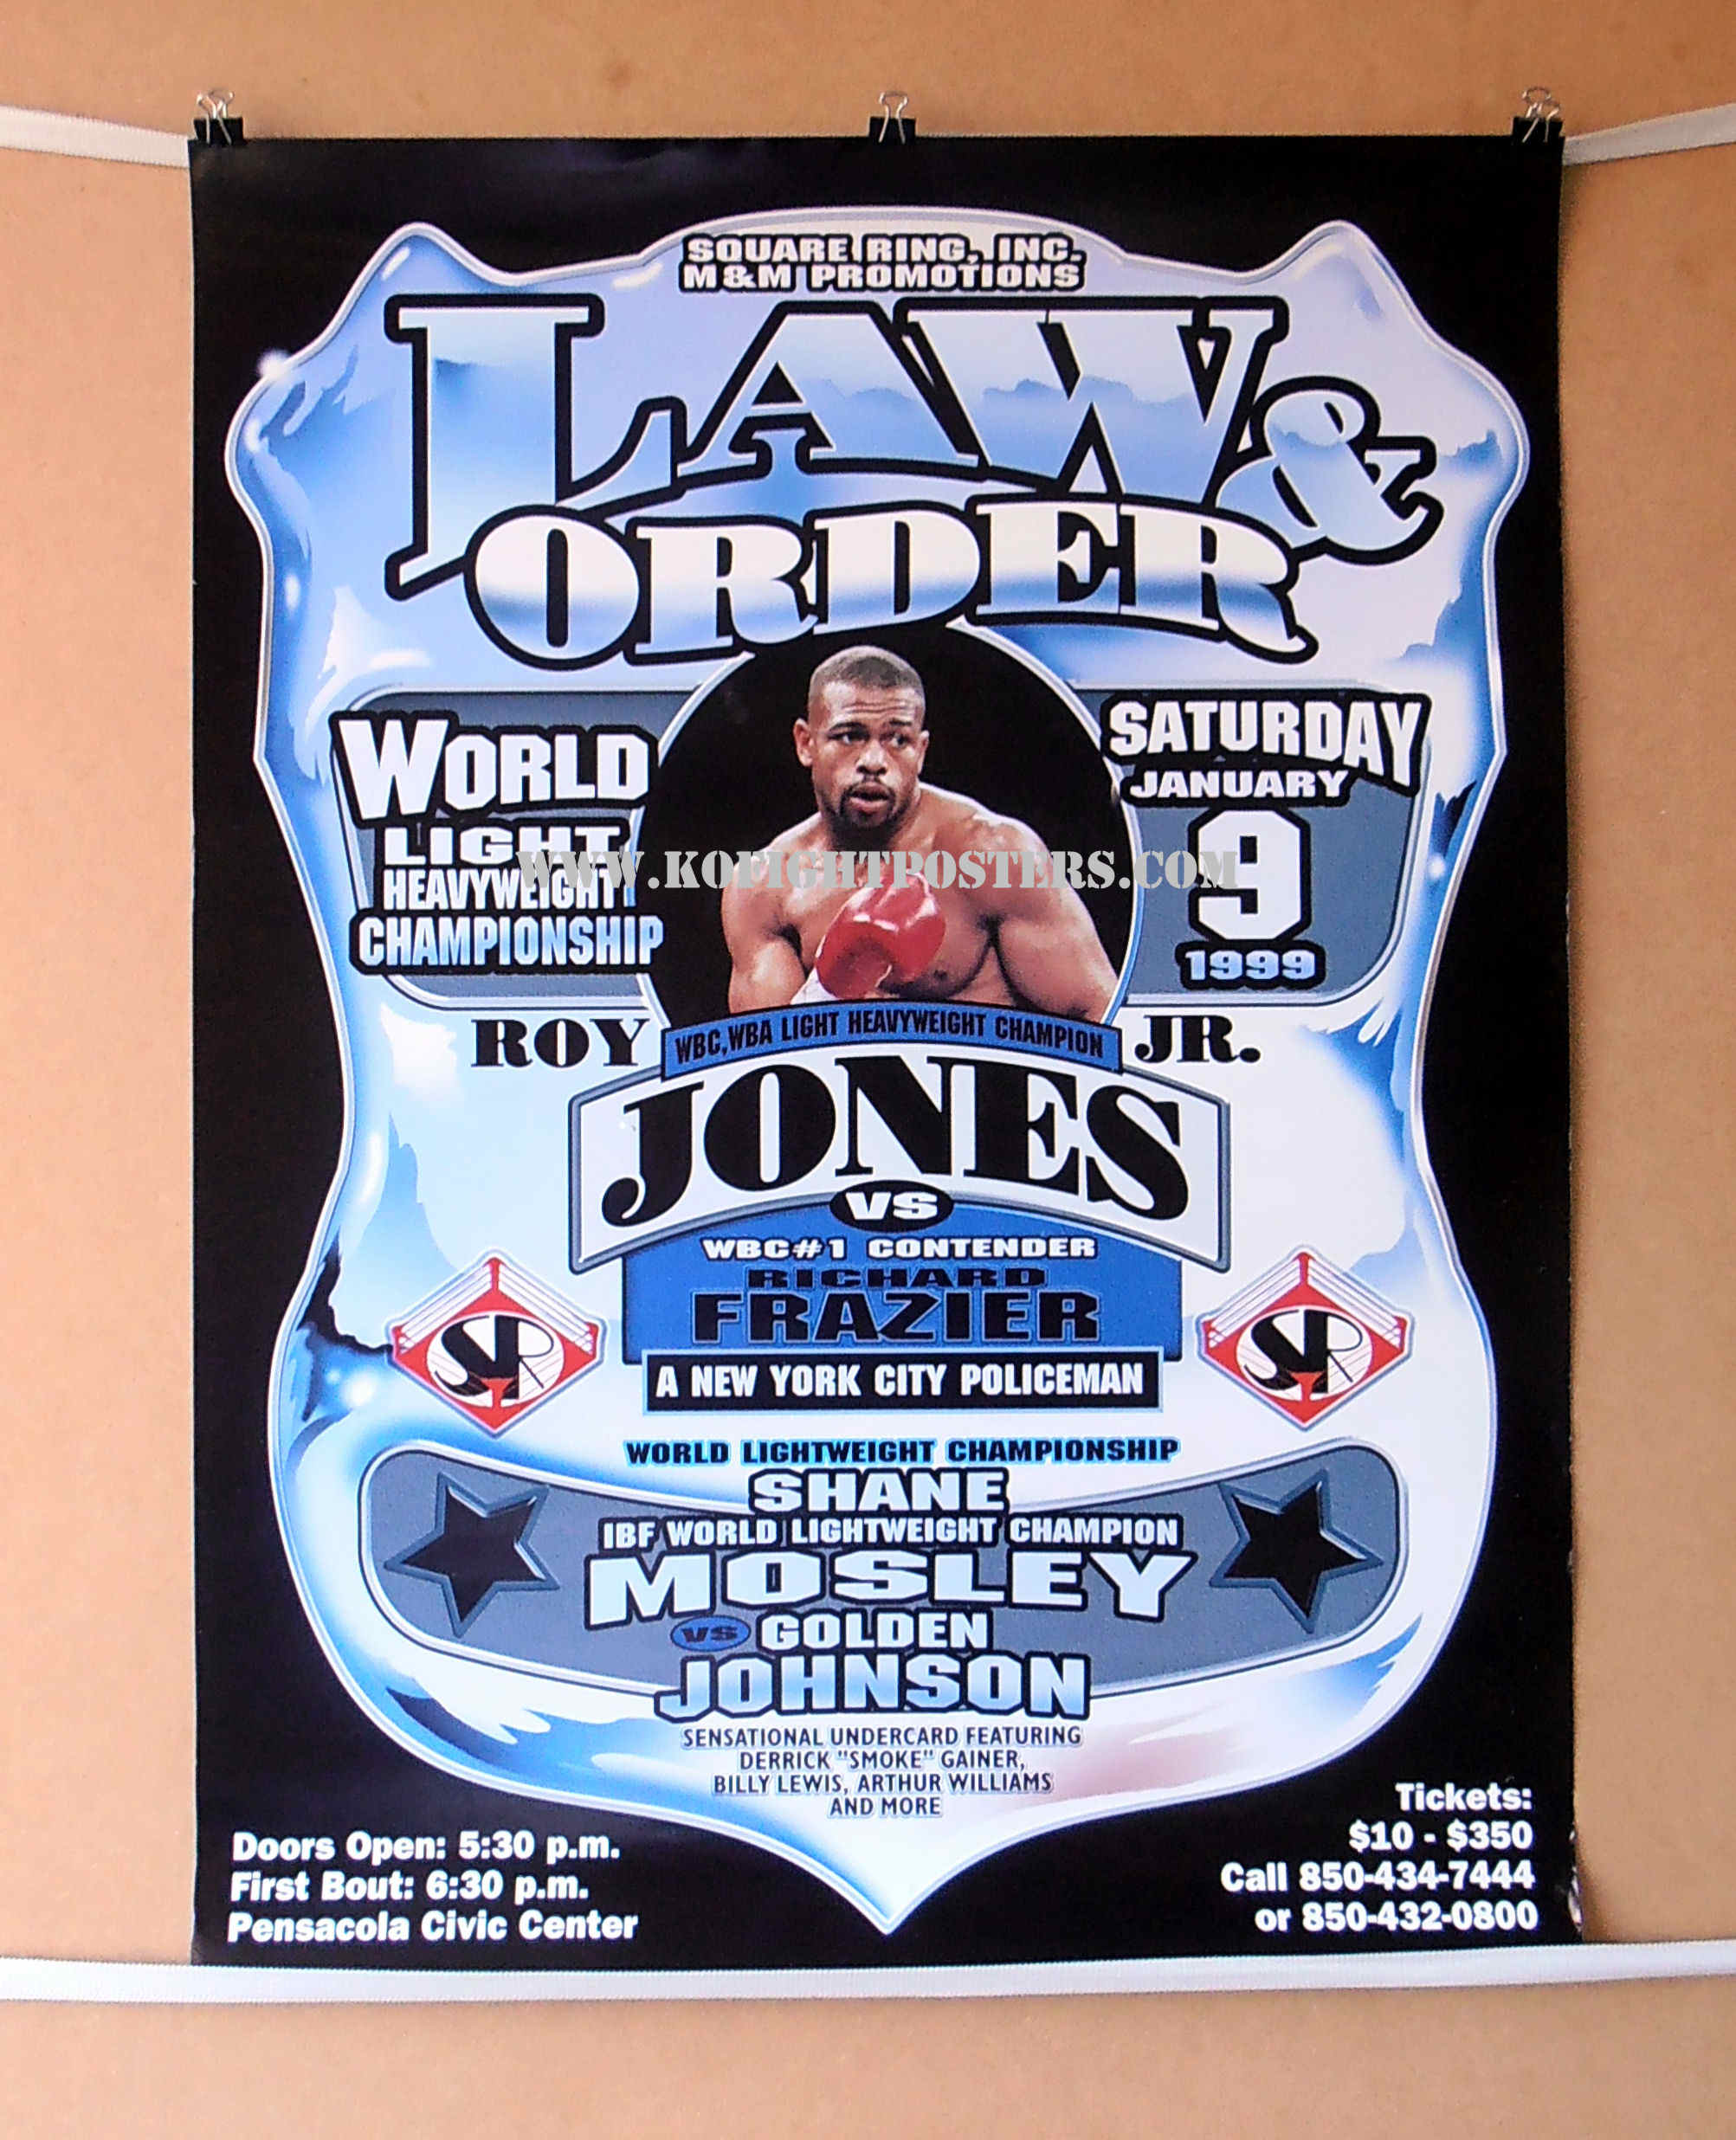 SQUARE RING, INC.
M&M PROMOTIONS
LAW &
ORDER
WORLD
LIGHT
HEAVYWEIGHT
CHAMPIONSHIP
SATURDAY
JANUARY
9
1999
WWW.KOFIGHTPOSTERS.COM
ROY
WBC, WBA LIGHT HEAVYWEIGHT CHAMPION
JR.
JONES
VS
WBC#1 CONTENDER
RICHARD
FRAZIER
A NEW YORK CITY POLICEMAN
SR
SR
WORLD LIGHTWEIGHT CHAMPIONSHIP
SHANE
IBF WORLD LIGHTWEIGHT CHAMPION
MOSLEY
VS GOLDEN
JOHNSON
SENSATIONAL UNDERCARD FEATURING
DERRICK "SMOKE" GAINER,
BILLY LEWIS, ARTHUR WILLIAMS
AND MORE
Doors Open: 5:30 p.m.
First Bout: 6:30 p.m.
Pensacola Civic Center
Tickets:
$10 - $350
Call 850-434-7444
or 850-432-0800